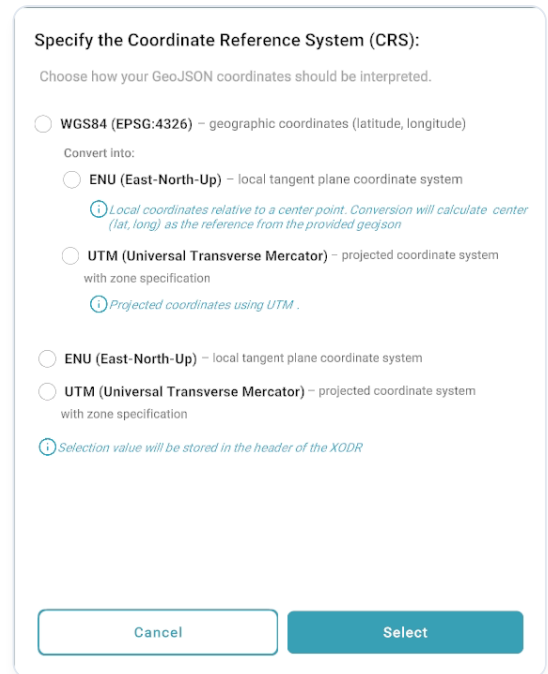 Specify the Coordinate Reference System (CRS):
Choose how your GeoJSON coordinates should be interpreted.
WGS84 (EPSG:4326) – geographic coordinates (latitude, longitude)
Convert into:
ENU (East-North-Up) – local tangent plane coordinate system
Local coordinates relative to a center point. Conversion will calculate center
(lat, long) as the reference from the provided geojson
UTM (Universal Transverse Mercator) – projected coordinate system
with zone specification
Projected coordinates using UTM .
ENU (East-North-Up) – local tangent plane coordinate system
UTM (Universal Transverse Mercator) – projected coordinate system
with zone specification
Selection value will be stored in the header of the XODR
Cancel
Select